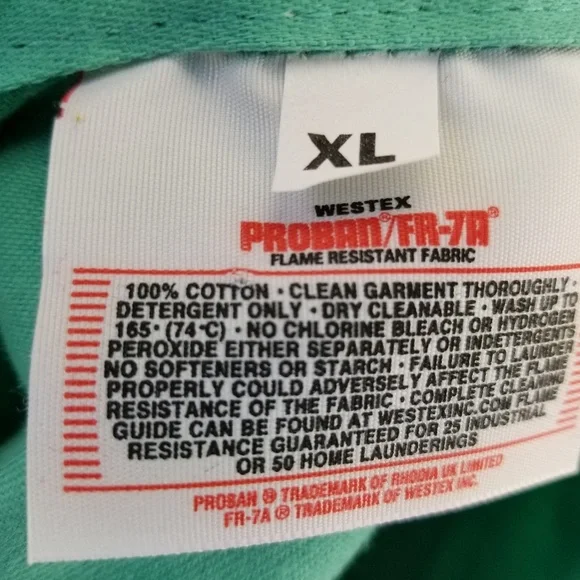 XL
WESTEX
PROBAN®/FR-7A®
FLAME RESISTANT FABRIC
100% COTTON · CLEAN GARMENT THOROUGHLY ·
DETERGENT ONLY · DRY CLEANABLE · WASH UP TO
165° (74°C) · NO CHLORINE BLEACH OR HYDROGEN
PEROXIDE EITHER SEPARATELY OR INDETERGENTS
NO SOFTENERS OR STARCH · FAILURE TO LAUNDER
PROPERLY COULD ADVERSELY AFFECT THE FLAME
RESISTANCE OF THE FABRIC · COMPLETE CLEANING
GUIDE CAN BE FOUND AT WESTEXINC.COM FLAME
RESISTANCE GUARANTEED FOR 25 INDUSTRIAL
OR 50 HOME LAUNDERINGS
PROBAN ® TRADEMARK OF RHODIA UK LIMITED
FR-7A ® TRADEMARK OF WESTEX INC.